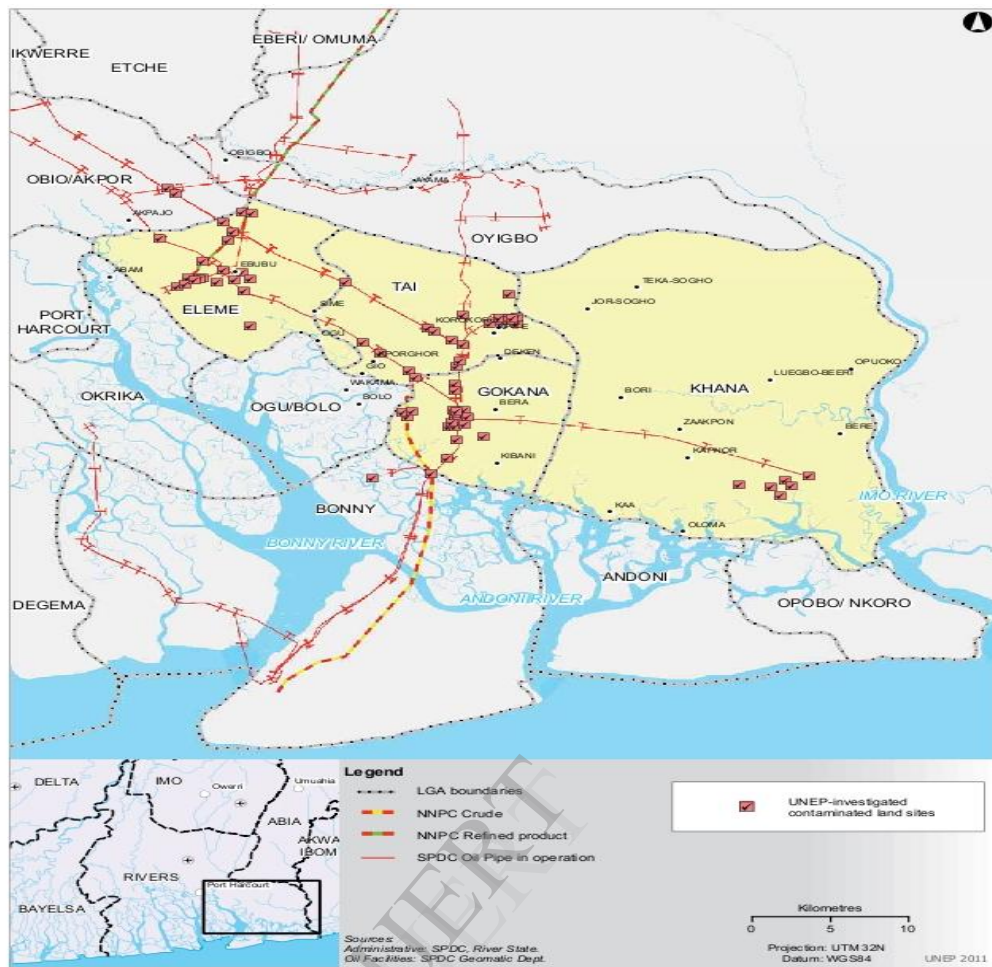 EBERI/ OMUMA
IKWERRE
ETCHE
OBIGBO
OBIO/AKPOR
AYAMA
AKPAJO
OYIGBO
EBUBU
ABAM
TEKA-SOGHO
TAI
JOR-SOGHO
ELEME
SIME
PORT
HARCOURT
OGU
DEKEN
PORGHOR
GIO
OPUOKO
LUEGBO-BEERI
WAKAMA
GOKANA
KHANA
OKRIKA
BORI
OGU/BOLO
SOLO
BERA
ZAAKPON
BERE
KIBANI
IMO RIVER
BONNY
KAA
OLOMA
BONNY RIVER
ANDONI
DEGEMA
ANDONI RIVER
OPOBO/ NKORO
DELTA
IMO
Owerri
Umuahia
ABIA
AKWA
IBOM
RIVERS
Port Harcourt
BAYELSA
Legend
LGA boundaries
NNPC Crude
NNPC Refined product
SPDC Oil Pipe in operation
UNEP-investigated
contaminated land sites
Kilometres
0 5 10
Sources:
Administrative: SPDC, River State.
Oil Facilities: SPDC Geomatic Dept.
Projection: UTM 32N
Datum: WGS84
UNEP 2011